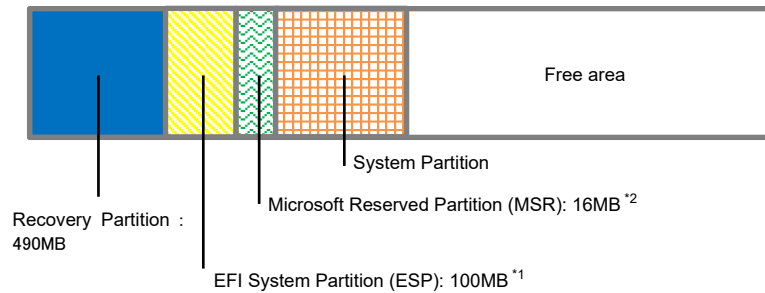 Free area
System Partition
Microsoft Reserved Partition (MSR): 16MB *2
Recovery Partition :
490MB
EFI System Partition (ESP): 100MB *1